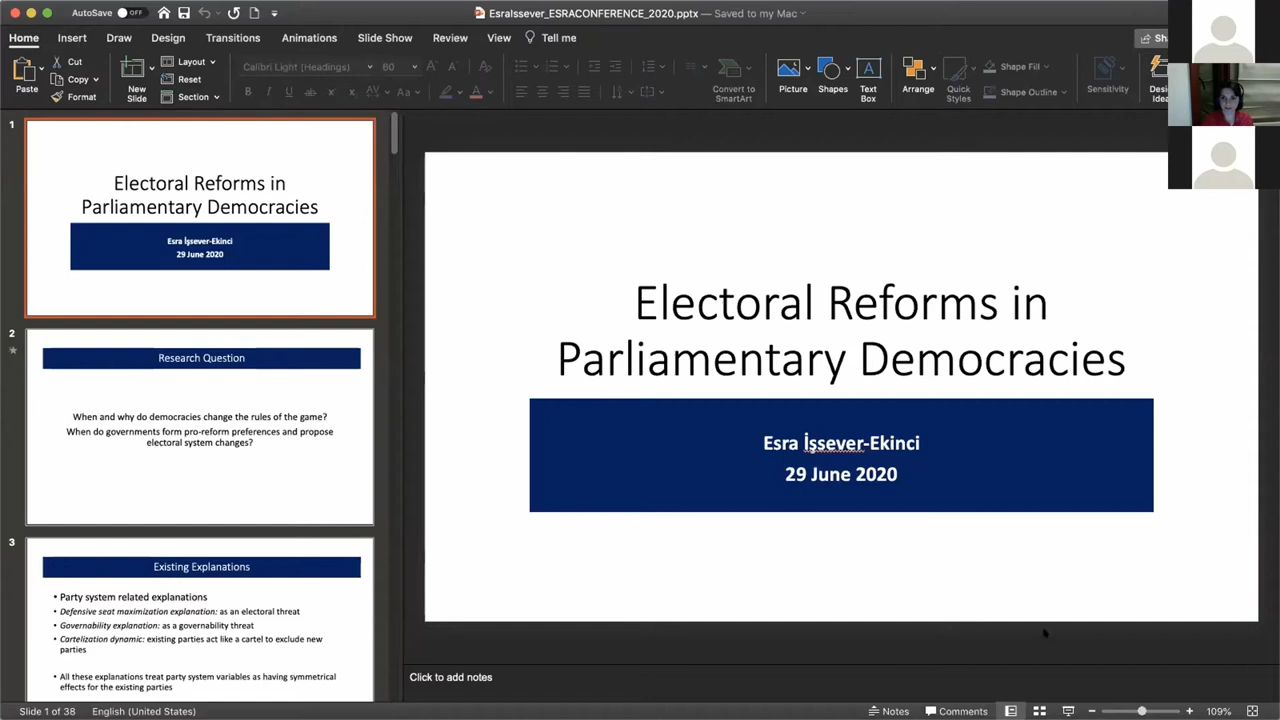 AutoSave OFF
EsraIssever_ESRACONFERENCE_2020.pptx — Saved to my Mac
Home Insert Draw Design Transitions Animations Slide Show Review View Tell me
Paste
Cut
Copy
Format
New Slide
Layout
Reset
Section
Calibri Light (Headings) 60
Convert to SmartArt
Picture
Shapes
Text Box
Arrange
Quick Styles
Shape Fill
Shape Outline
Sensitivity
1
Electoral Reforms in
Parliamentary Democracies
Esra İşsever-Ekinci
29 June 2020
2
Research Question
When and why do democracies change the rules of the game?
When do governments form pro-reform preferences and propose
electoral system changes?
3
Existing Explanations
• Party system related explanations
• Defensive seat maximization explanation: as an electoral threat
• Governability explanation: as a governability threat
• Cartelization dynamic: existing parties act like a cartel to exclude new
parties
• All these explanations treat party system variables as having symmetrical
effects for the existing parties
Electoral Reforms in
Parliamentary Democracies
Esra İşsever-Ekinci
29 June 2020
Click to add notes
Slide 1 of 38 English (United States) Notes Comments 109%